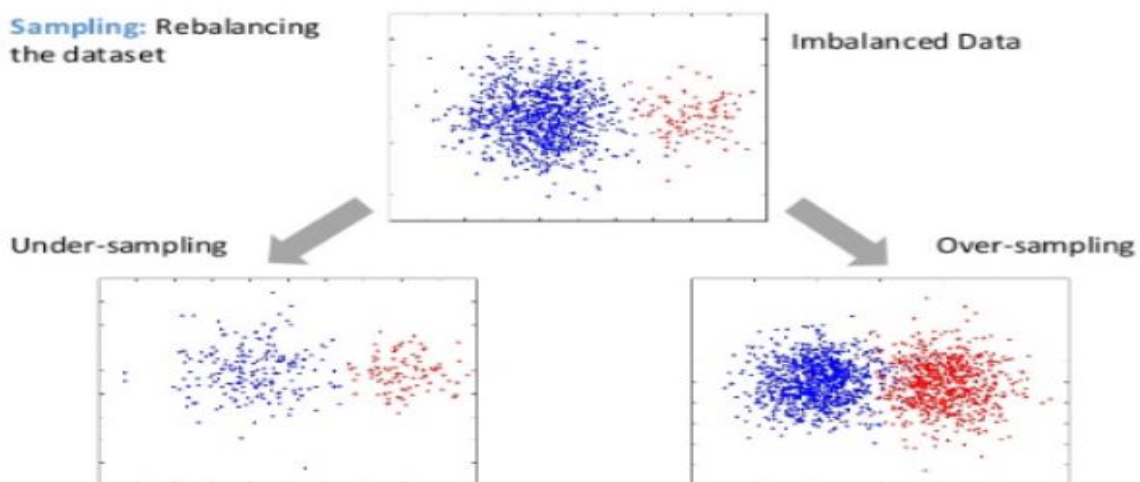 Sampling: Rebalancing
the dataset
Imbalanced Data
Under-sampling
Over-sampling